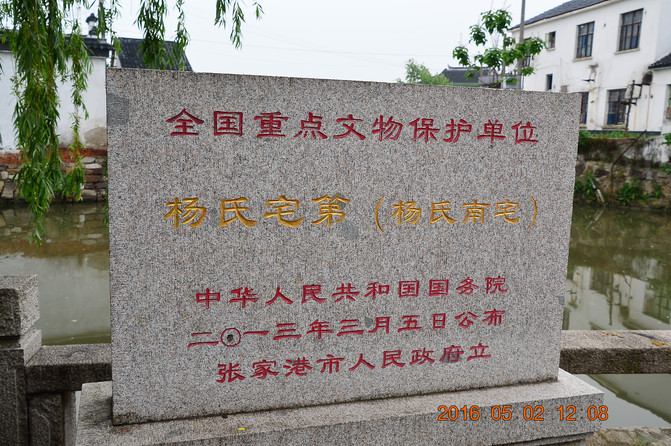 全国重点文物保护单位
杨氏宅第（杨氏南宅）
中华人民共和国国务院
二〇一三年三月五日公布
张家港市人民政府立
2016 05 02 12:08